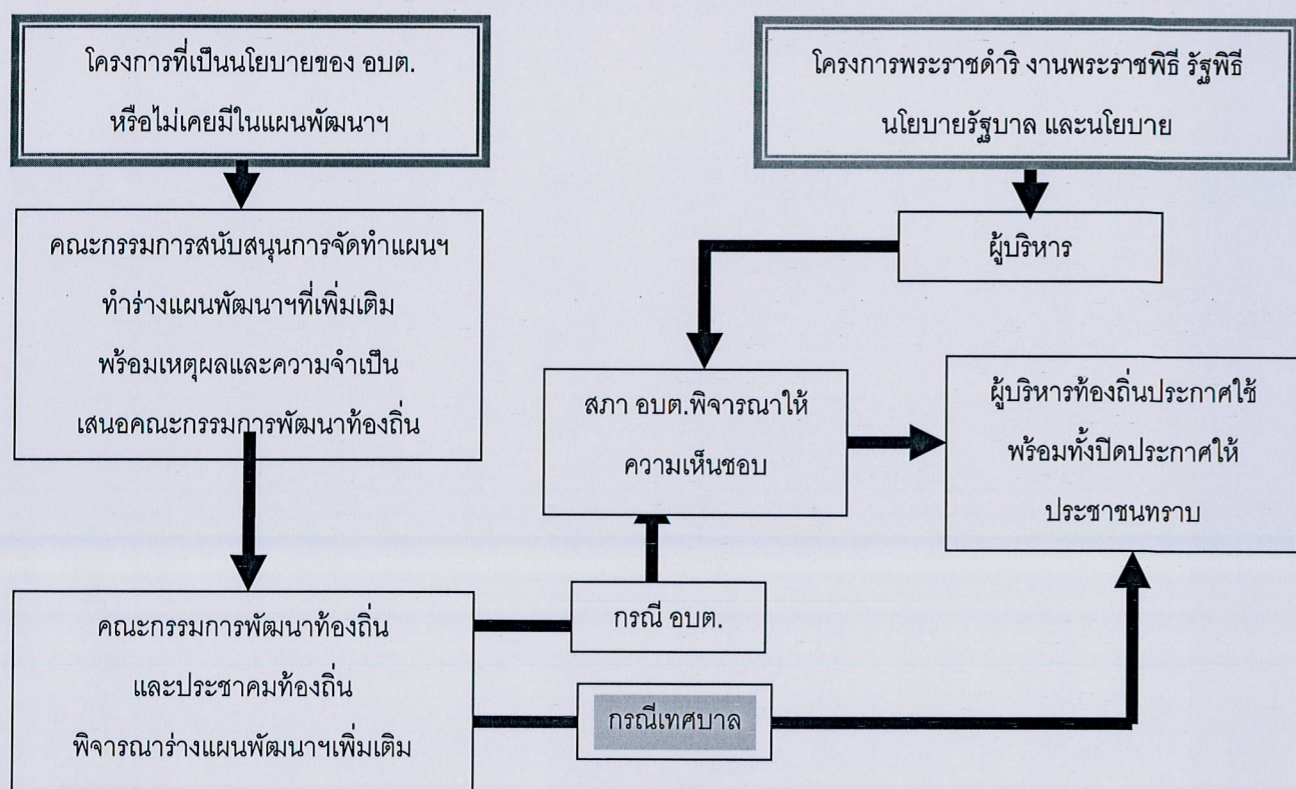 โครงการที่เป็นนโยบายของ อบต.
หรือไม่เคยมีในแผนพัฒนาฯ
โครงการพระราชดำริ งานพระราชพิธี รัฐพิธี
นโยบายรัฐบาล และนโยบาย
คณะกรรมการสนับสนุนการจัดทำแผนฯ
ทำร่างแผนพัฒนาฯที่เพิ่มเติม
พร้อมเหตุผลและความจำเป็น
เสนอคณะกรรมการพัฒนาท้องถิ่น
ผู้บริหาร
สภา อบต.พิจารณาให้
ความเห็นชอบ
ผู้บริหารท้องถิ่นประกาศใช้
พร้อมทั้งปิดประกาศให้
ประชาชนทราบ
คณะกรรมการพัฒนาท้องถิ่น
และประชาคมท้องถิ่น
พิจารณาร่างแผนพัฒนาฯเพิ่มเติม
กรณี อบต.
กรณีเทศบาล